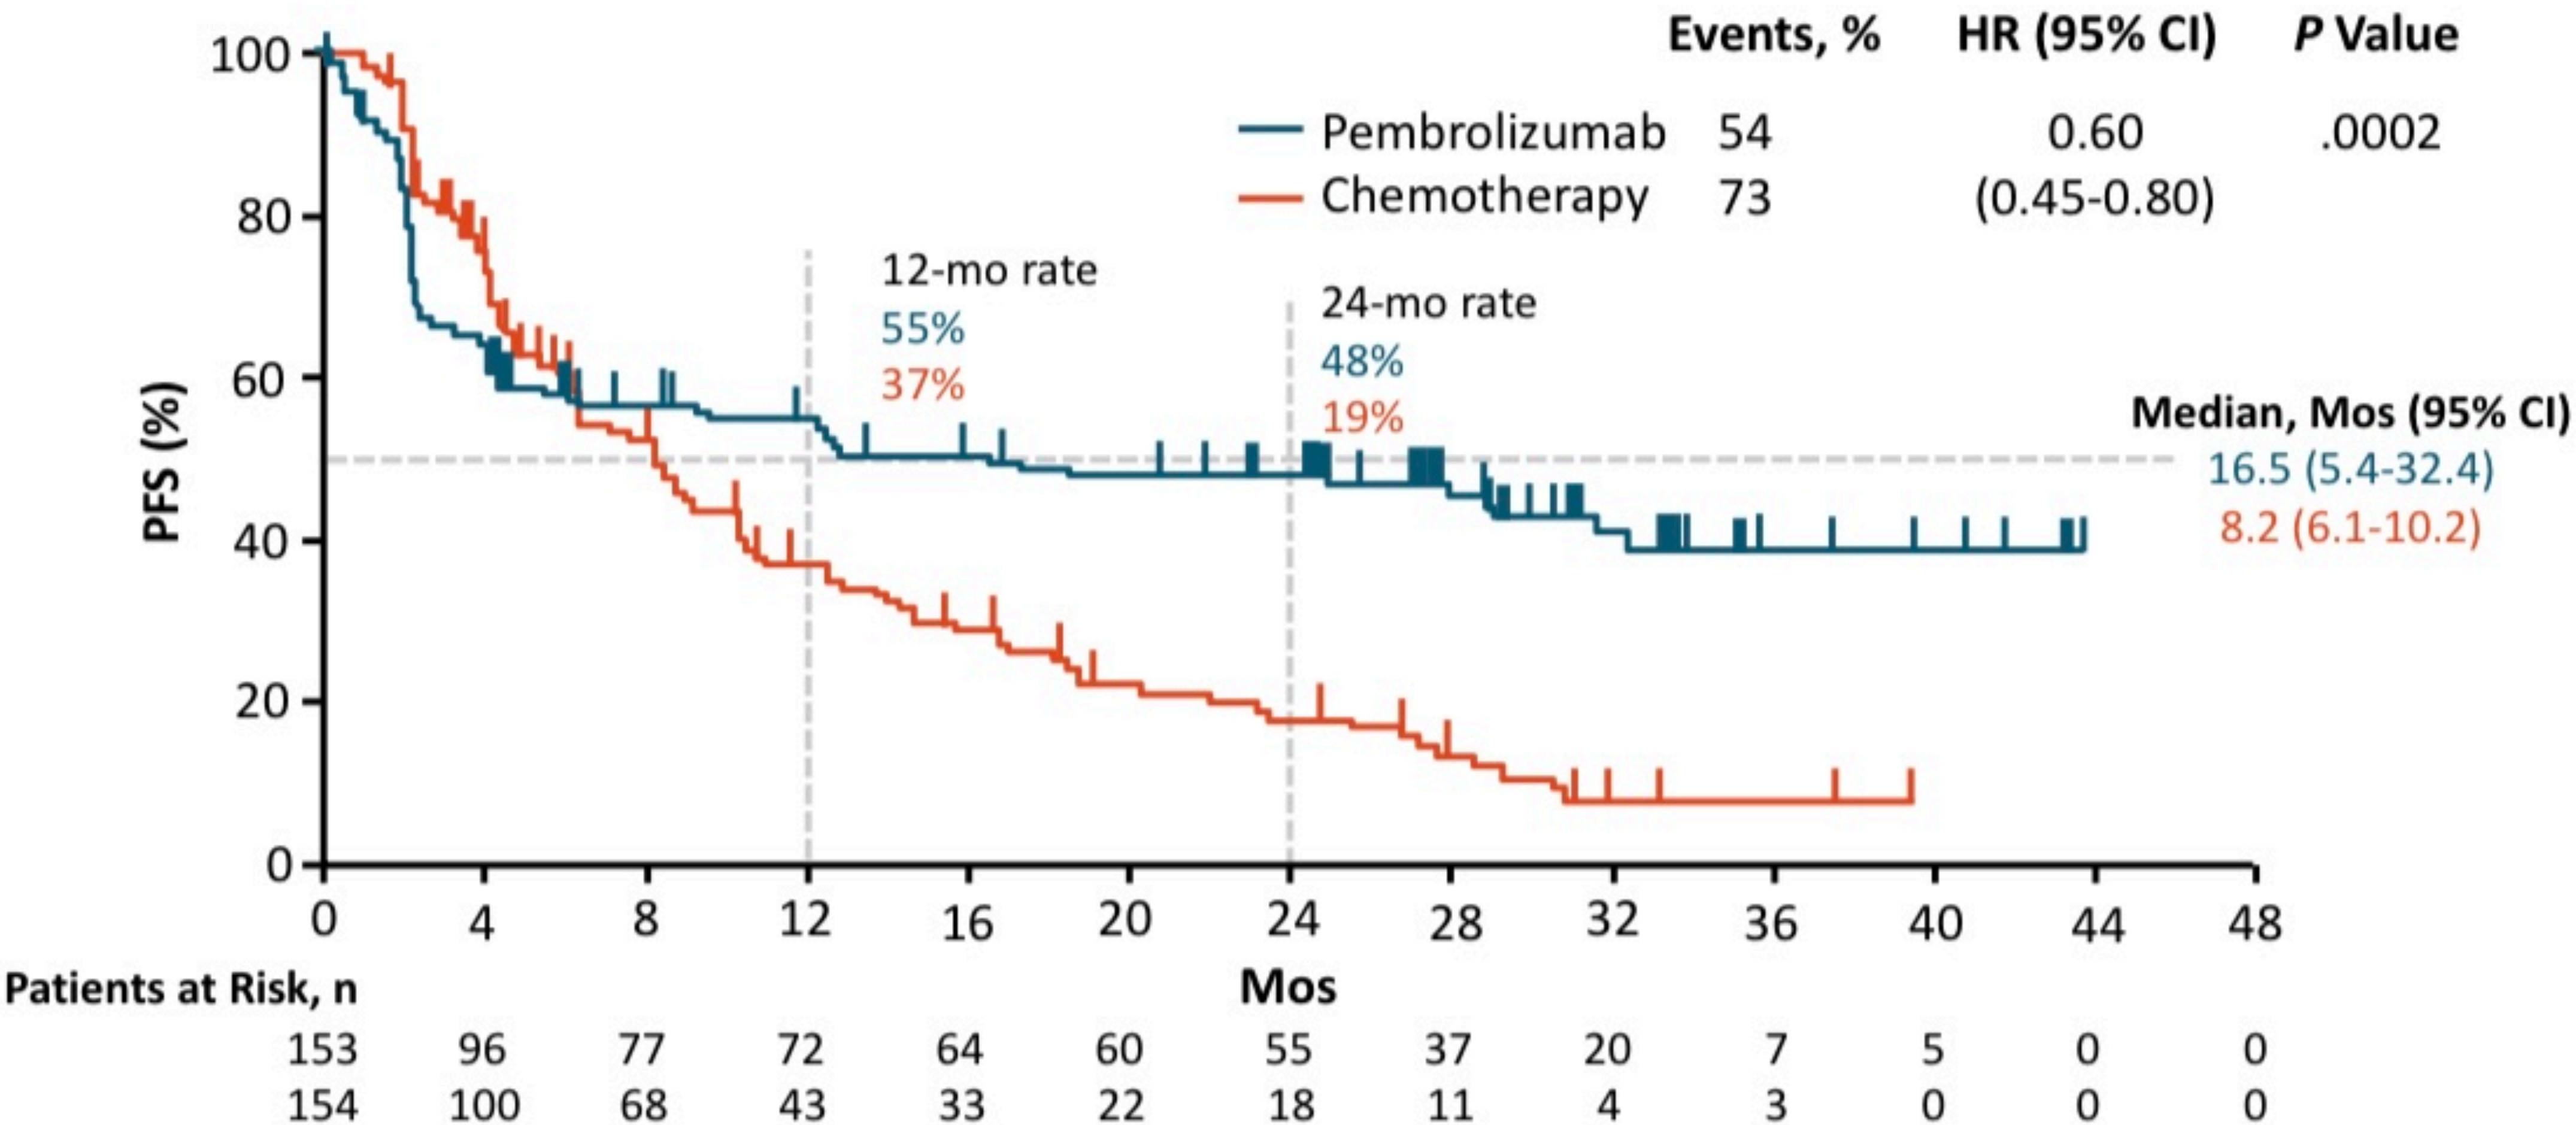 Events, % HR (95% CI) P Value
Pembrolizumab 54 0.60 .0002
Chemotherapy 73 (0.45-0.80)
100
80
60
40
20
0
PFS (%)
12-mo rate
55%
37%
24-mo rate
48%
19%
Median, Mos (95% CI)
16.5 (5.4-32.4)
8.2 (6.1-10.2)
0 4 8 12 16 20 24 28 32 36 40 44 48
Mos
Patients at Risk, n
153 96 77 72 64 60 55 37 20 7 5 0 0
154 100 68 43 33 22 18 11 4 3 0 0 0